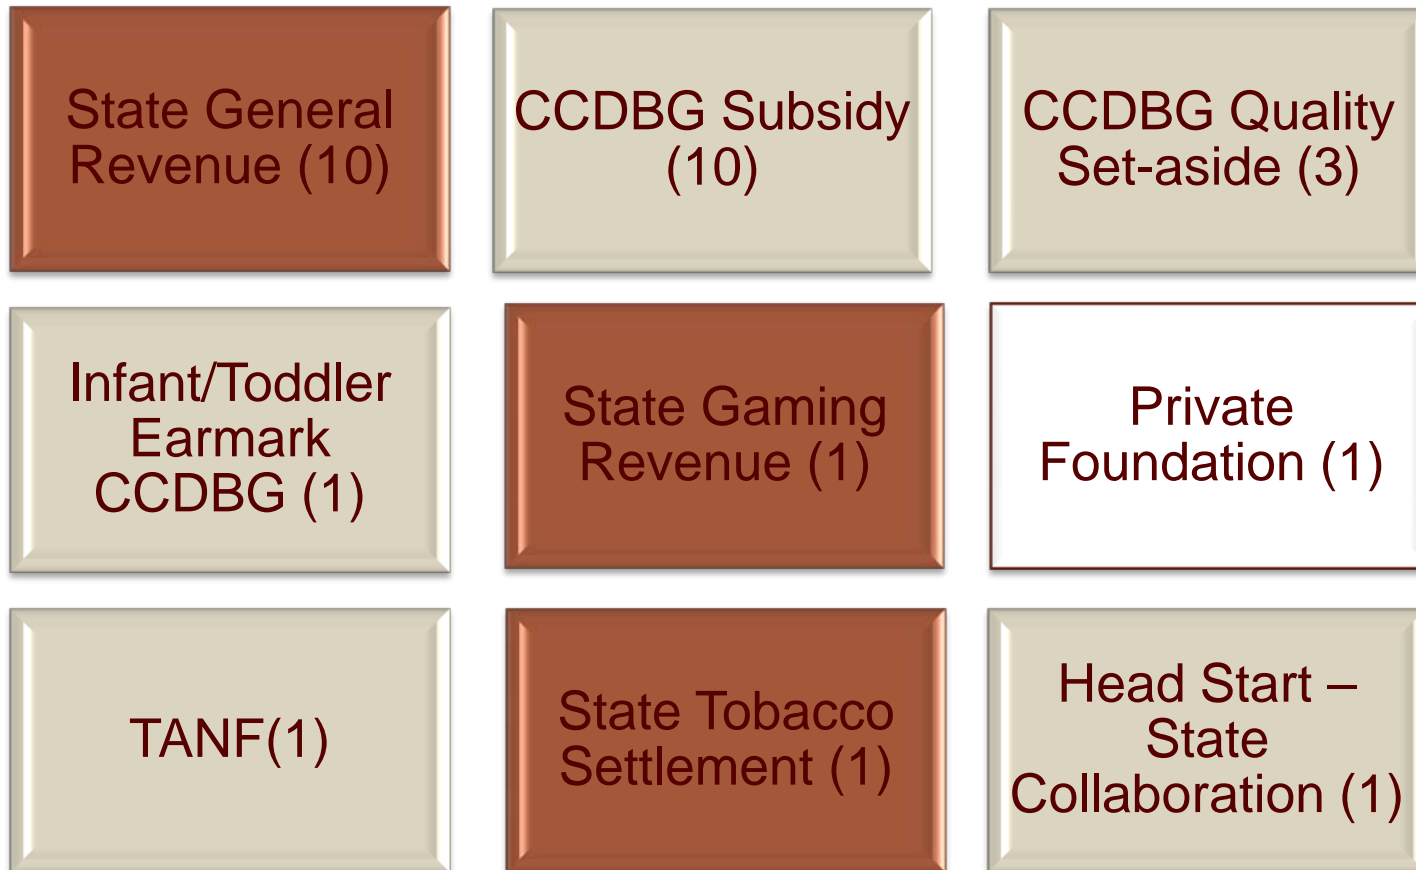 State General
Revenue (10)
CCDBG Subsidy
(10)
CCDBG Quality
Set-aside (3)
Infant/Toddler
Earmark
CCDBG (1)
State Gaming
Revenue (1)
Private
Foundation (1)
TANF(1)
State Tobacco
Settlement (1)
Head Start –
State
Collaboration (1)